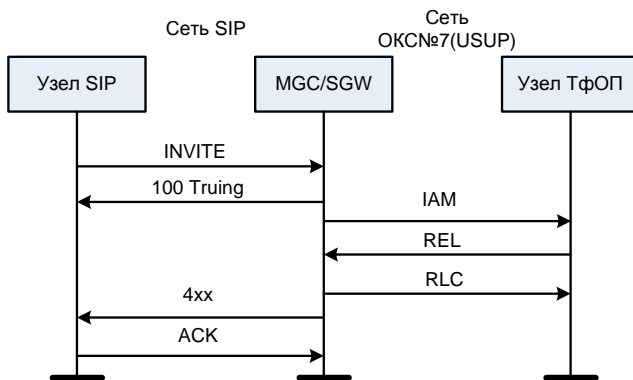 Сеть SIP
Сеть
ОКС№7(USUP)
Узел SIP
MGC/SGW
Узел ТфОП
INVITE
100 Truing
IAM
REL
RLC
4xx
ACK